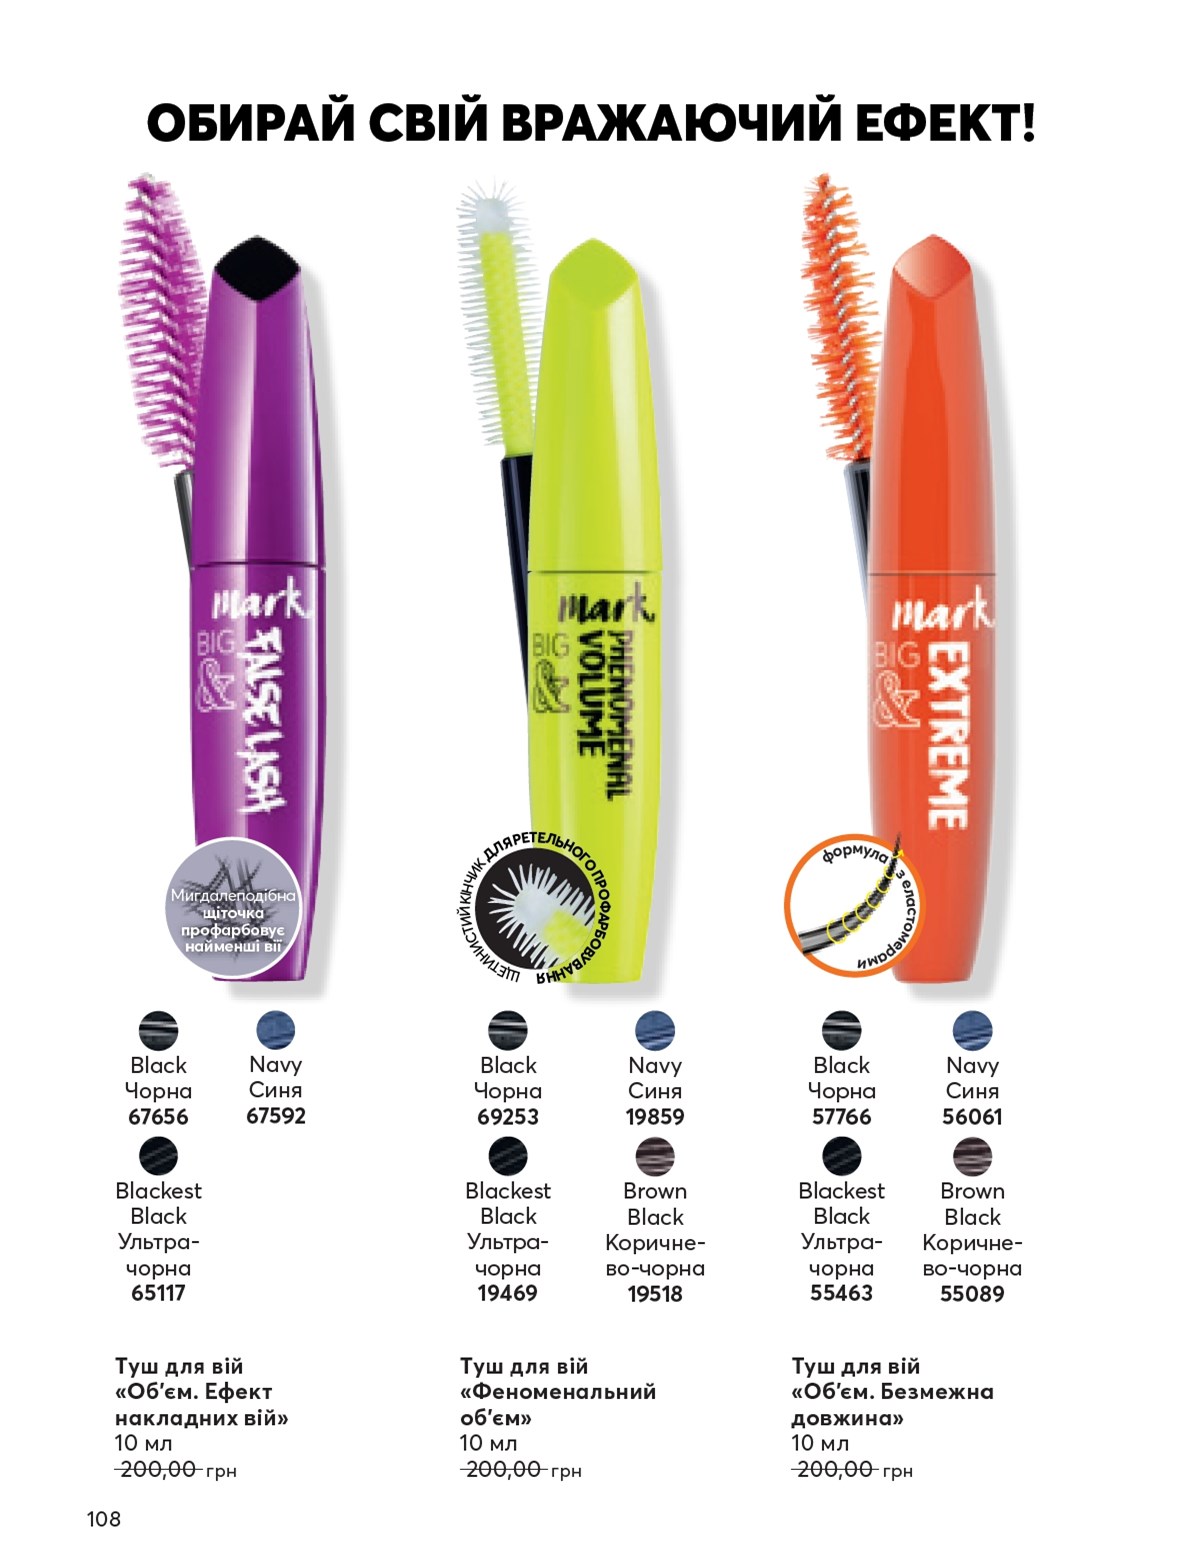 ОБИРАЙ СВІЙ ВРАЖАЮЧИЙ ЕФЕКТ!
mark.
BIG
&
FALSE LASH
Мигдалеподібна
щіточка
профарбовує
найменші вії
mark.
BIG
&
PHENOMENAL
VOLUME
ЩЕТИНИСТИЙ КІНЧИК ДЛЯ РЕТЕЛЬНОГО ПРОФАРБОВУВАННЯ
mark.
BIG
&
EXTREME
формула з еластомерами
Black
Чорна
67656
Navy
Синя
67592
Blackest
Black
Ультра-
чорна
65117
Black
Чорна
69253
Navy
Синя
19859
Blackest
Black
Ультра-
чорна
19469
Brown
Black
Коричне-
во-чорна
19518
Black
Чорна
57766
Navy
Синя
56061
Blackest
Black
Ультра-
чорна
55463
Brown
Black
Коричне-
во-чорна
55089
Туш для вій
«Об’єм. Ефект
накладних вій»
10 мл
200,00 грн
Туш для вій
«Феноменальний
об’єм»
10 мл
200,00 грн
Туш для вій
«Об’єм. Безмежна
довжина»
10 мл
200,00 грн
108